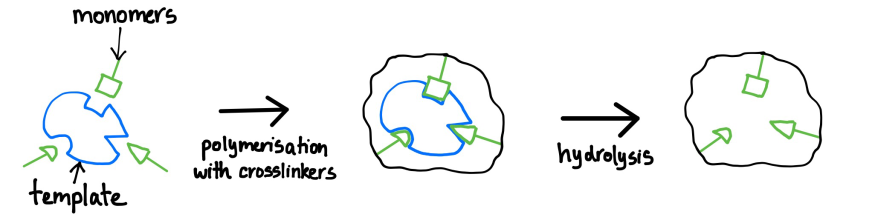 monomers
template
polymerisation
with crosslinkers
hydrolysis